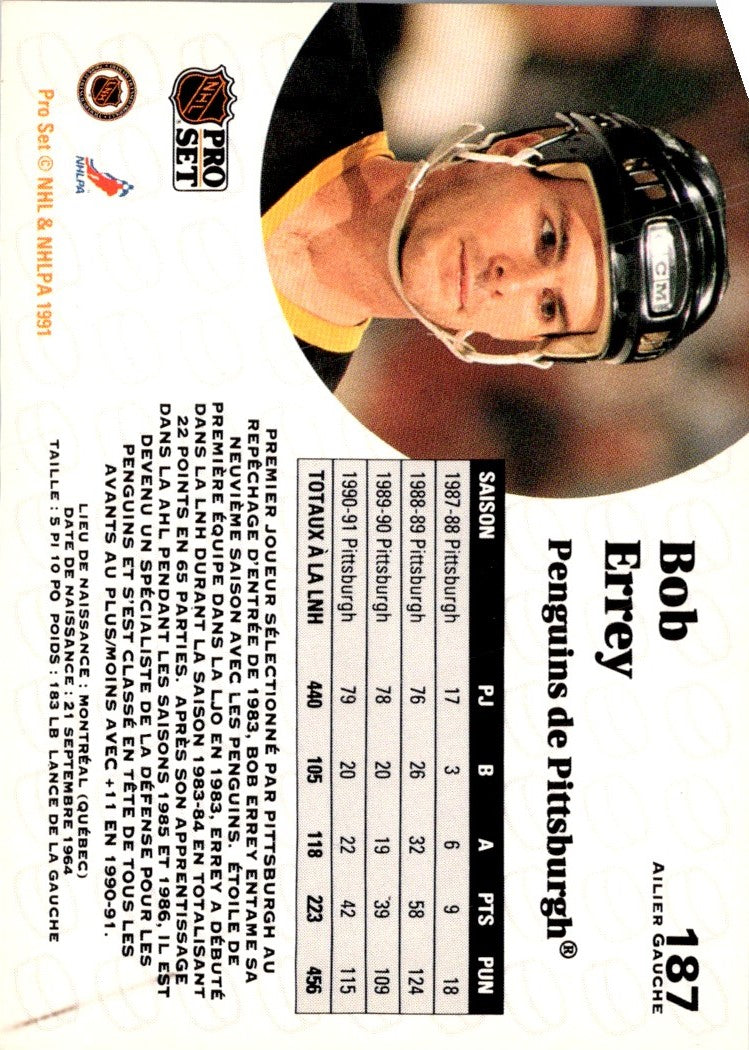 187
AILIER GAUCHE
Bob
Errey
Penguins de Pittsburgh®
SAISON PJ B A PTS PUN
1987-88 Pittsburgh 17 3 6 9 18
1988-89 Pittsburgh 76 26 32 58 124
1989-90 Pittsburgh 78 20 19 39 109
1990-91 Pittsburgh 79 20 22 42 115
TOTAUX À LA LNH 440 105 118 223 456
PREMIER JOUEUR SÉLECTIONNÉ PAR PITTSBURGH AU
REPÊCHAGE D'ENTRÉE DE 1983, BOB ERREY ENTAME SA
NEUVIÈME SAISON AVEC LES PENGUINS. ÉTOILE DE
PREMIÈRE ÉQUIPE DANS LA LJO EN 1983, ERREY A DÉBUTÉ
DANS LA LNH DURANT LA SAISON 1983-84 EN TOTALISANT
22 POINTS EN 65 PARTIES. APRÈS SON APPRENTISSAGE
DANS LA AHL PENDANT LES SAISONS 1985 ET 1986, IL EST
DEVENU UN SPÉCIALISTE DE LA DÉFENSE POUR LES
PENGUINS ET S'EST CLASSÉ EN TÊTE DE TOUS LES
AVANTS AU PLUS/MOINS AVEC +11 EN 1990-91.
LIEU DE NAISSANCE : MONTRÉAL (QUÉBEC)
DATE DE NAISSANCE : 21 SEPTEMBRE 1964
TAILLE : 5 PI 10 PO POIDS : 183 LB LANCE DE LA GAUCHE
CCM
NHL
PRO
SET
NHLPA
Pro Set © NHL & NHLPA 1991